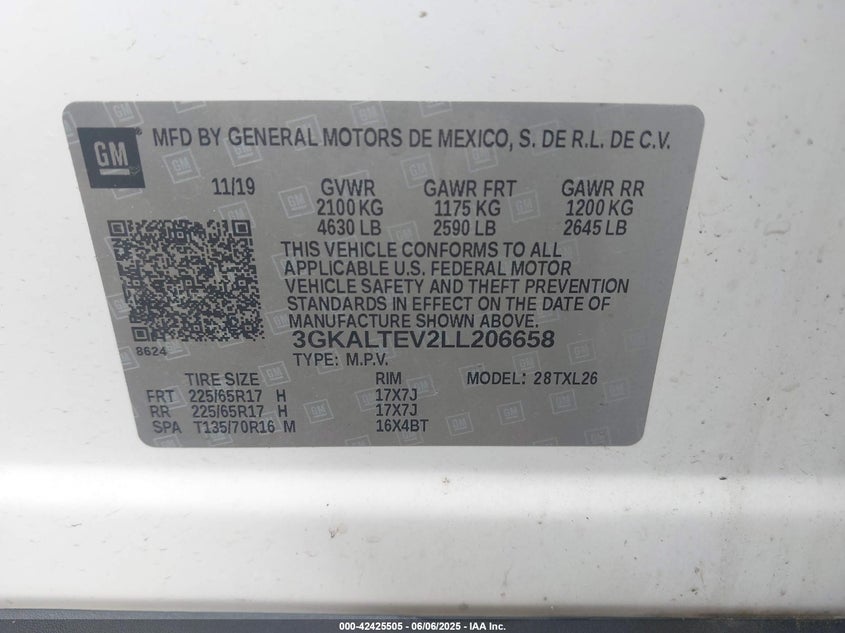 GM
MFD BY GENERAL MOTORS DE MEXICO, S. DE R.L. DE C.V.
11/19 GVWR GAWR FRT GAWR RR
2100 KG 1175 KG 1200 KG
4630 LB 2590 LB 2645 LB
THIS VEHICLE CONFORMS TO ALL
APPLICABLE U.S. FEDERAL MOTOR
VEHICLE SAFETY AND THEFT PREVENTION
STANDARDS IN EFFECT ON THE DATE OF
MANUFACTURE SHOWN ABOVE.
3GKALTEV2LL206658
8624
TYPE: M.P.V.
TIRE SIZE RIM MODEL: 28TXL26
FRT 225/65R17 H 17X7J
RR 225/65R17 H 17X7J
SPA T135/70R16 M 16X4BT
000-42425505 - 06/06/2025 - IAA Inc.